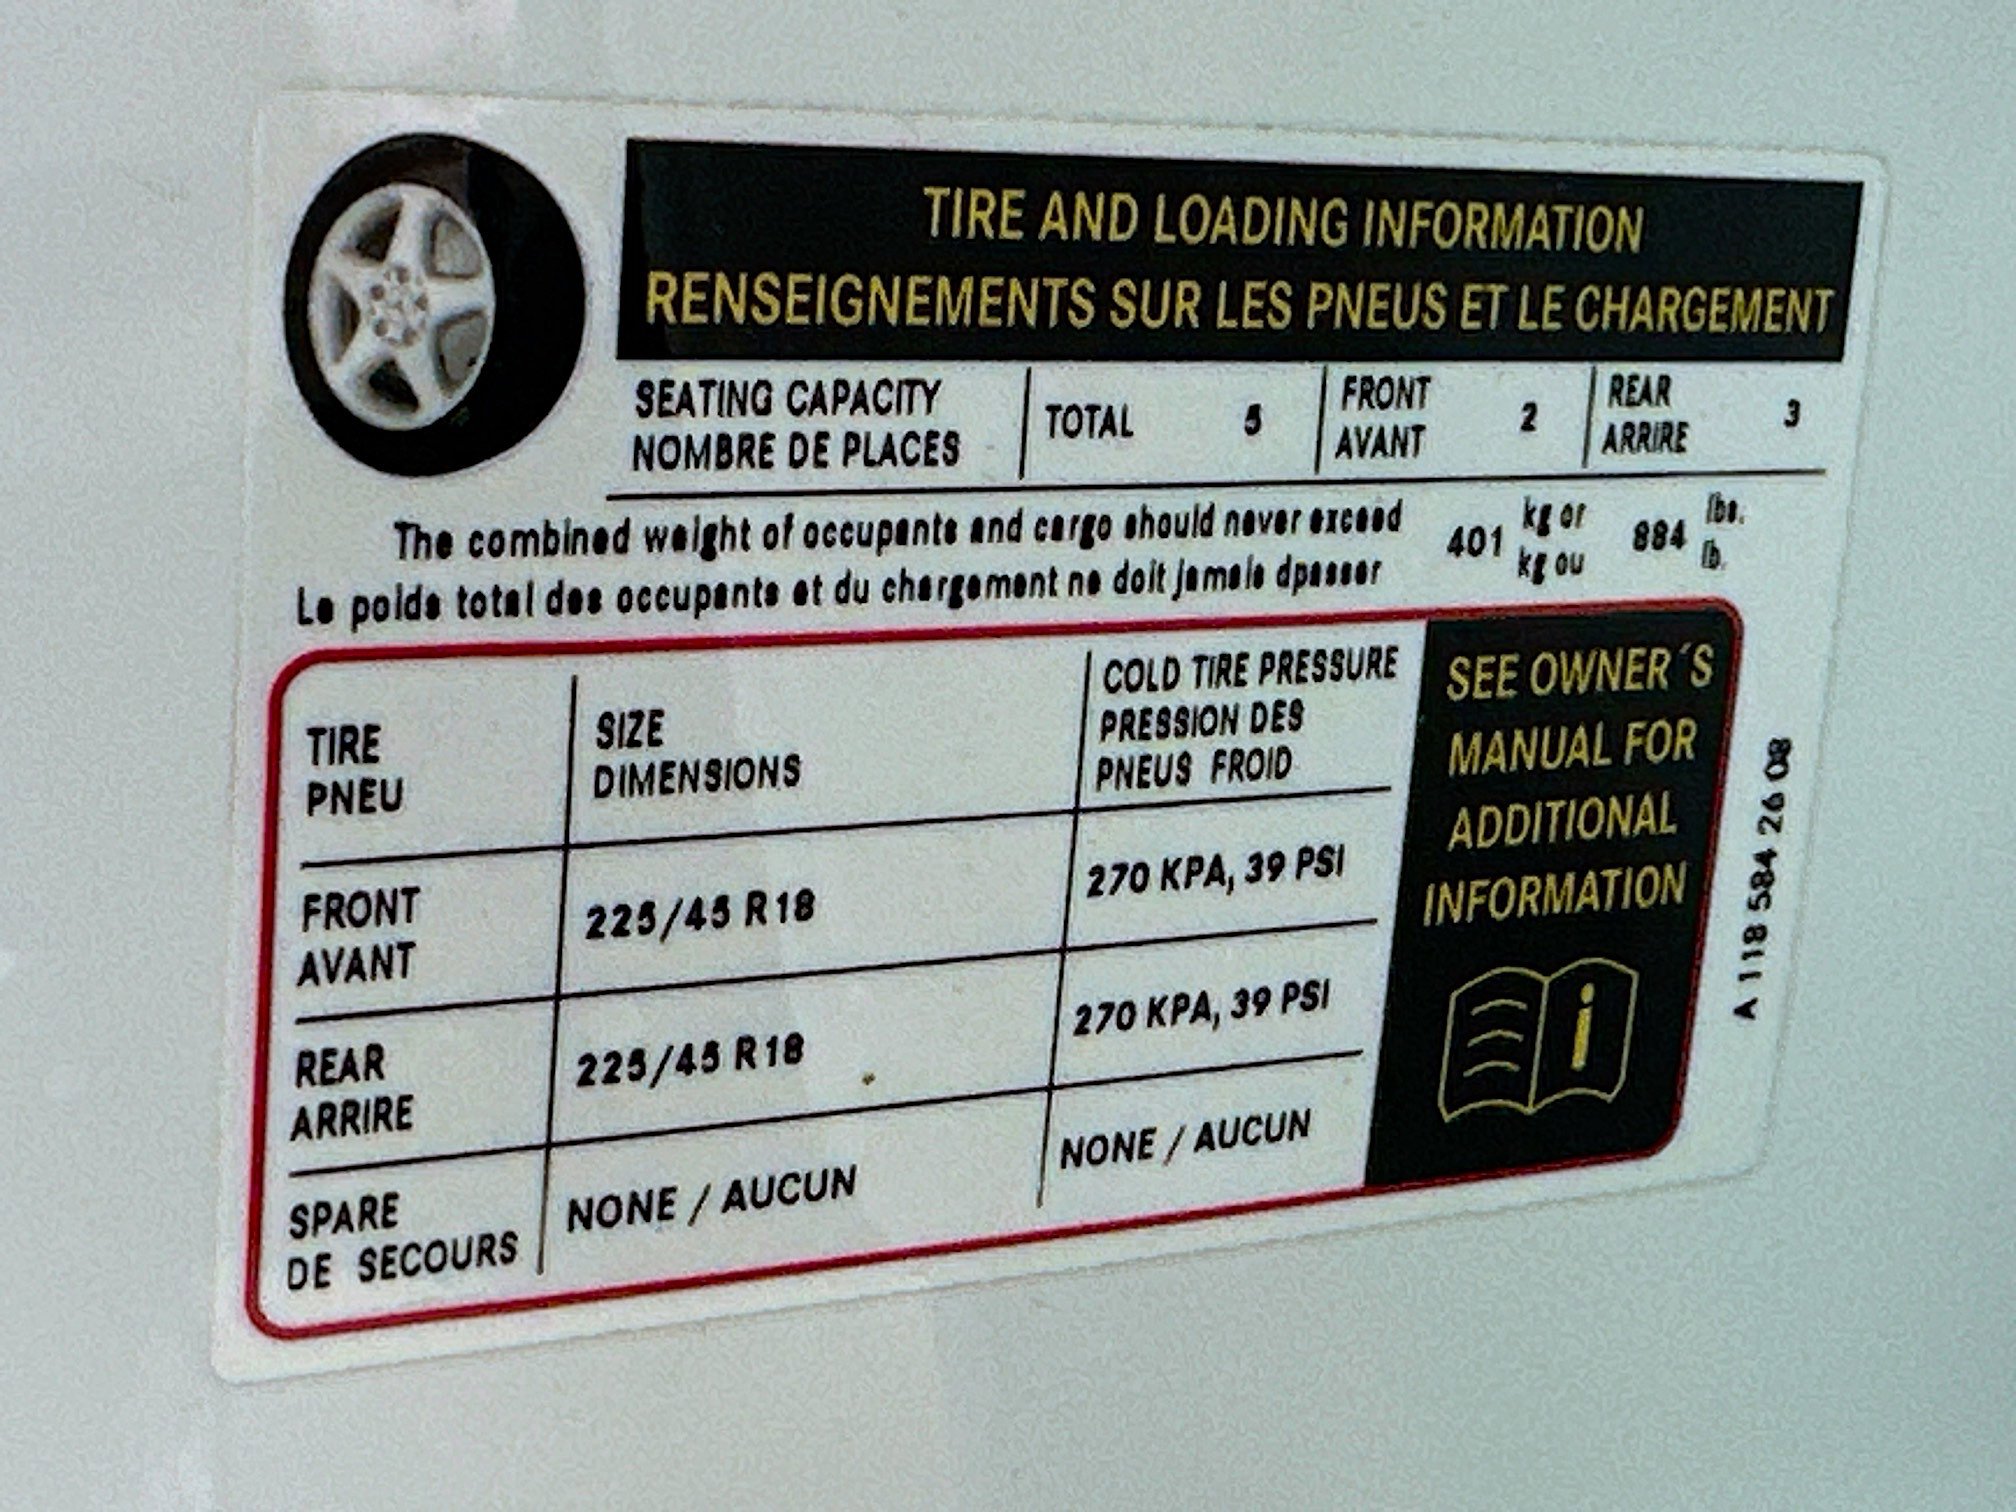 TIRE AND LOADING INFORMATION
RENSEIGNEMENTS SUR LES PNEUS ET LE CHARGEMENT
SEATING CAPACITY
NOMBRE DE PLACES
TOTAL 5
FRONT
AVANT
2
REAR
ARRIRE
3
The combined weight of occupants and cargo should never exceed 401 kg or 884 lbs.
Le poids total des occupants et du chargement ne doit jamais dpasser kg ou lb.
TIRE
PNEU
SIZE
DIMENSIONS
COLD TIRE PRESSURE
PRESSION DES
PNEUS FROID
FRONT
AVANT
225/45 R18
270 KPA, 39 PSI
REAR
ARRIRE
225/45 R18
270 KPA, 39 PSI
SPARE
DE SECOURS
NONE / AUCUN
NONE / AUCUN
SEE OWNER´S
MANUAL FOR
ADDITIONAL
INFORMATION
i
A 118 584 26 08